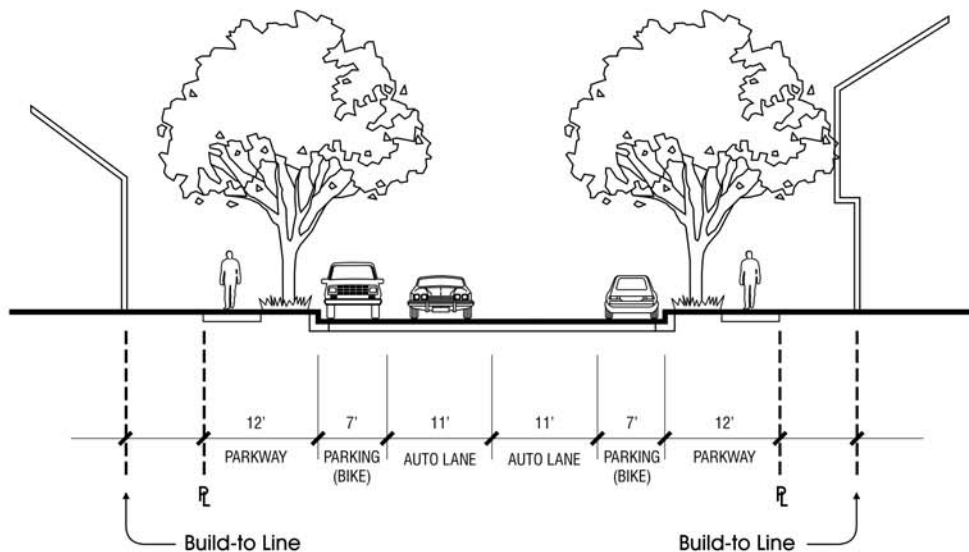 12' 7' 11' 11' 7' 12'
PARKWAY PARKING AUTO LANE AUTO LANE PARKING PARKWAY
(BIKE) (BIKE)
PL PL
Build-to Line Build-to Line